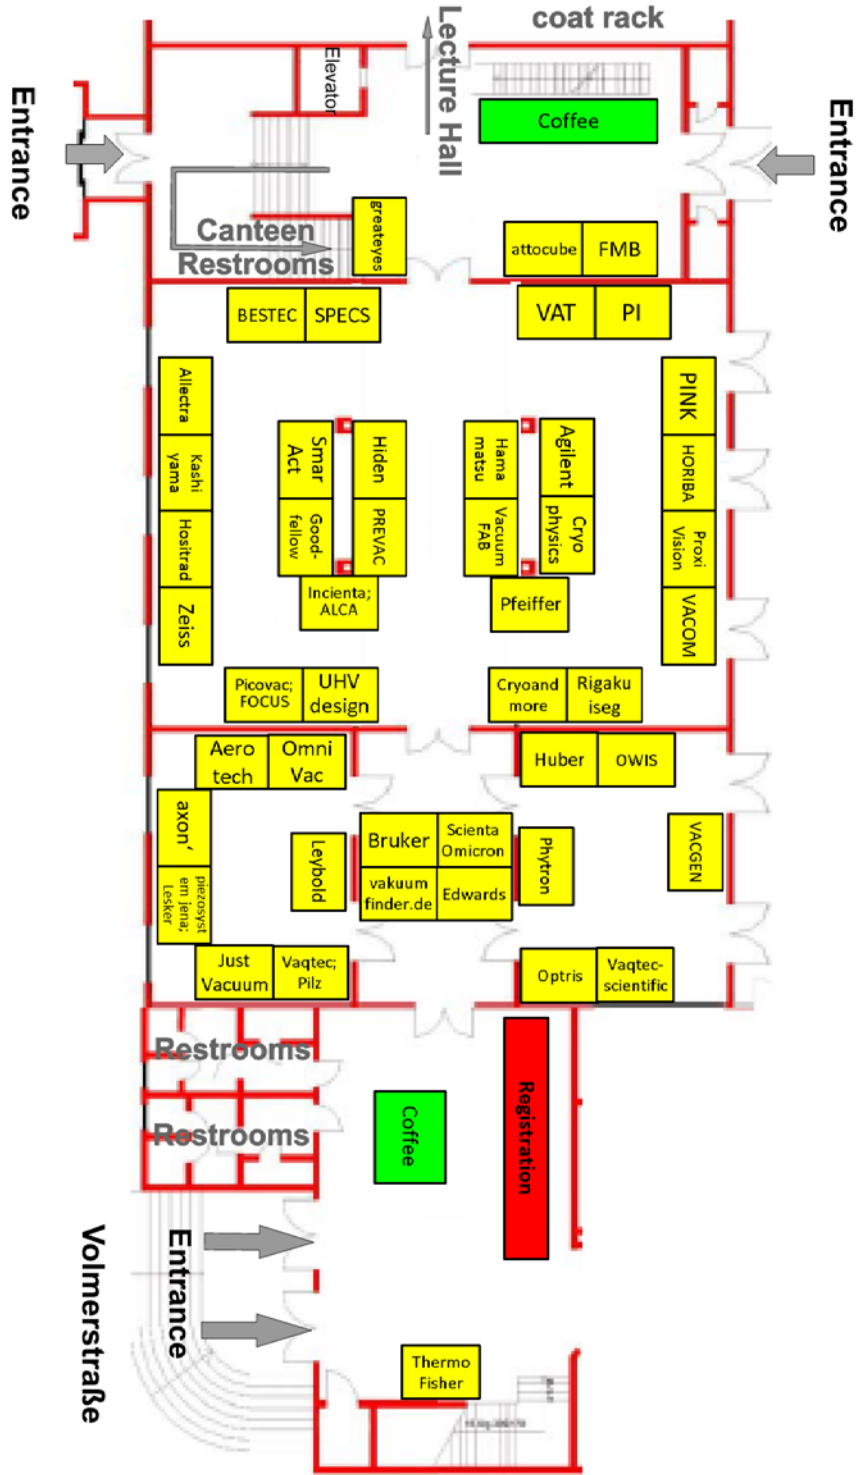 coat rack
Lecture Hall
Elevator
Entrance
Coffee
Entrance
Canteen
Restrooms
greateyes
attocube
FMB
BESTEC
SPECS
VAT
PI
Allectra
Kashi
yama
Hositrad
Zeiss
Smar
Act
Good-
fellow
Hiden
PREVAC
Incienta;
ALCA
Hama
matsu
Vacuum
FAB
Agilent
Cryo
physics
Pfeiffer
PINK
HORIBA
Proxi
Vision
VACOM
Picovac;
FOCUS
UHV
design
Cryoand
more
Rigaku
iseg
Aero
tech
Omni
Vac
Huber
OWIS
axon'
piezosyst
em jena;
Lesker
Leybold
Bruker
Scienta
Omicron
vakuum
finder.de
Edwards
Phytron
VACGEN
Just
Vacuum
Vaqtec;
Pilz
Optris
Vaqtec-
scientific
Restrooms
Restrooms
Coffee
Registration
Entrance
Volmerstraße
Thermo
Fisher